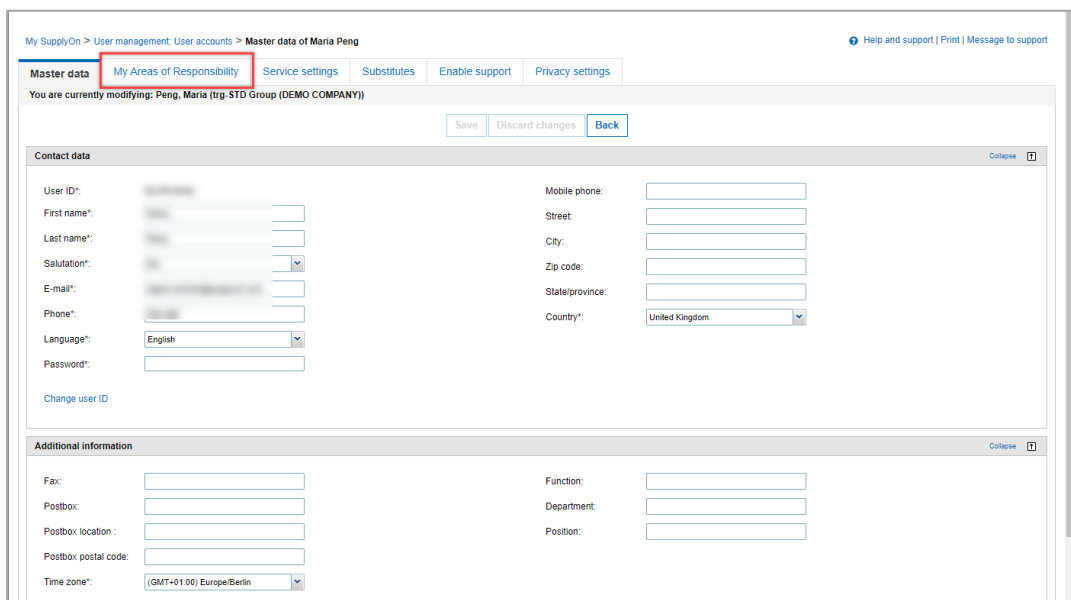 My SupplyOn > User management: User accounts > Master data of Maria Peng
Help and support | Print | Message to support
Master data My Areas of Responsibility Service settings Substitutes Enable support Privacy settings
You are currently modifying: Peng, Maria (trg-STD Group (DEMO COMPANY))
Save Discard changes Back
Contact data Collapse
User ID*:
First name*:
Last name*:
Salutation*:
E-mail*:
Phone*:
Language*: English
Password*:
Change user ID
Mobile phone:
Street:
City:
Zip code:
State/province:
Country*: United Kingdom
Additional information Collapse
Fax:
Postbox:
Postbox location :
Postbox postal code:
Time zone*: (GMT+01:00) Europe/Berlin
Function:
Department:
Position: